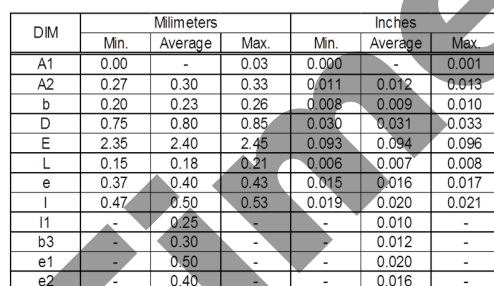 DIM Milimeters Inches
Min. Average Max. Min. Average Max.
A1 0.00 - 0.03 0.000 - 0.001
A2 0.27 0.30 0.33 0.011 0.012 0.013
b 0.20 0.23 0.26 0.008 0.009 0.010
D 0.75 0.80 0.85 0.030 0.031 0.033
E 2.35 2.40 2.45 0.093 0.094 0.096
L 0.15 0.18 0.21 0.006 0.007 0.008
e 0.37 0.40 0.43 0.015 0.016 0.017
l 0.47 0.50 0.53 0.019 0.020 0.021
l1 - 0.25 - - 0.010 -
b3 - 0.30 - - 0.012 -
e1 - 0.50 - - 0.020 -
e2 - 0.40 - - 0.016 -